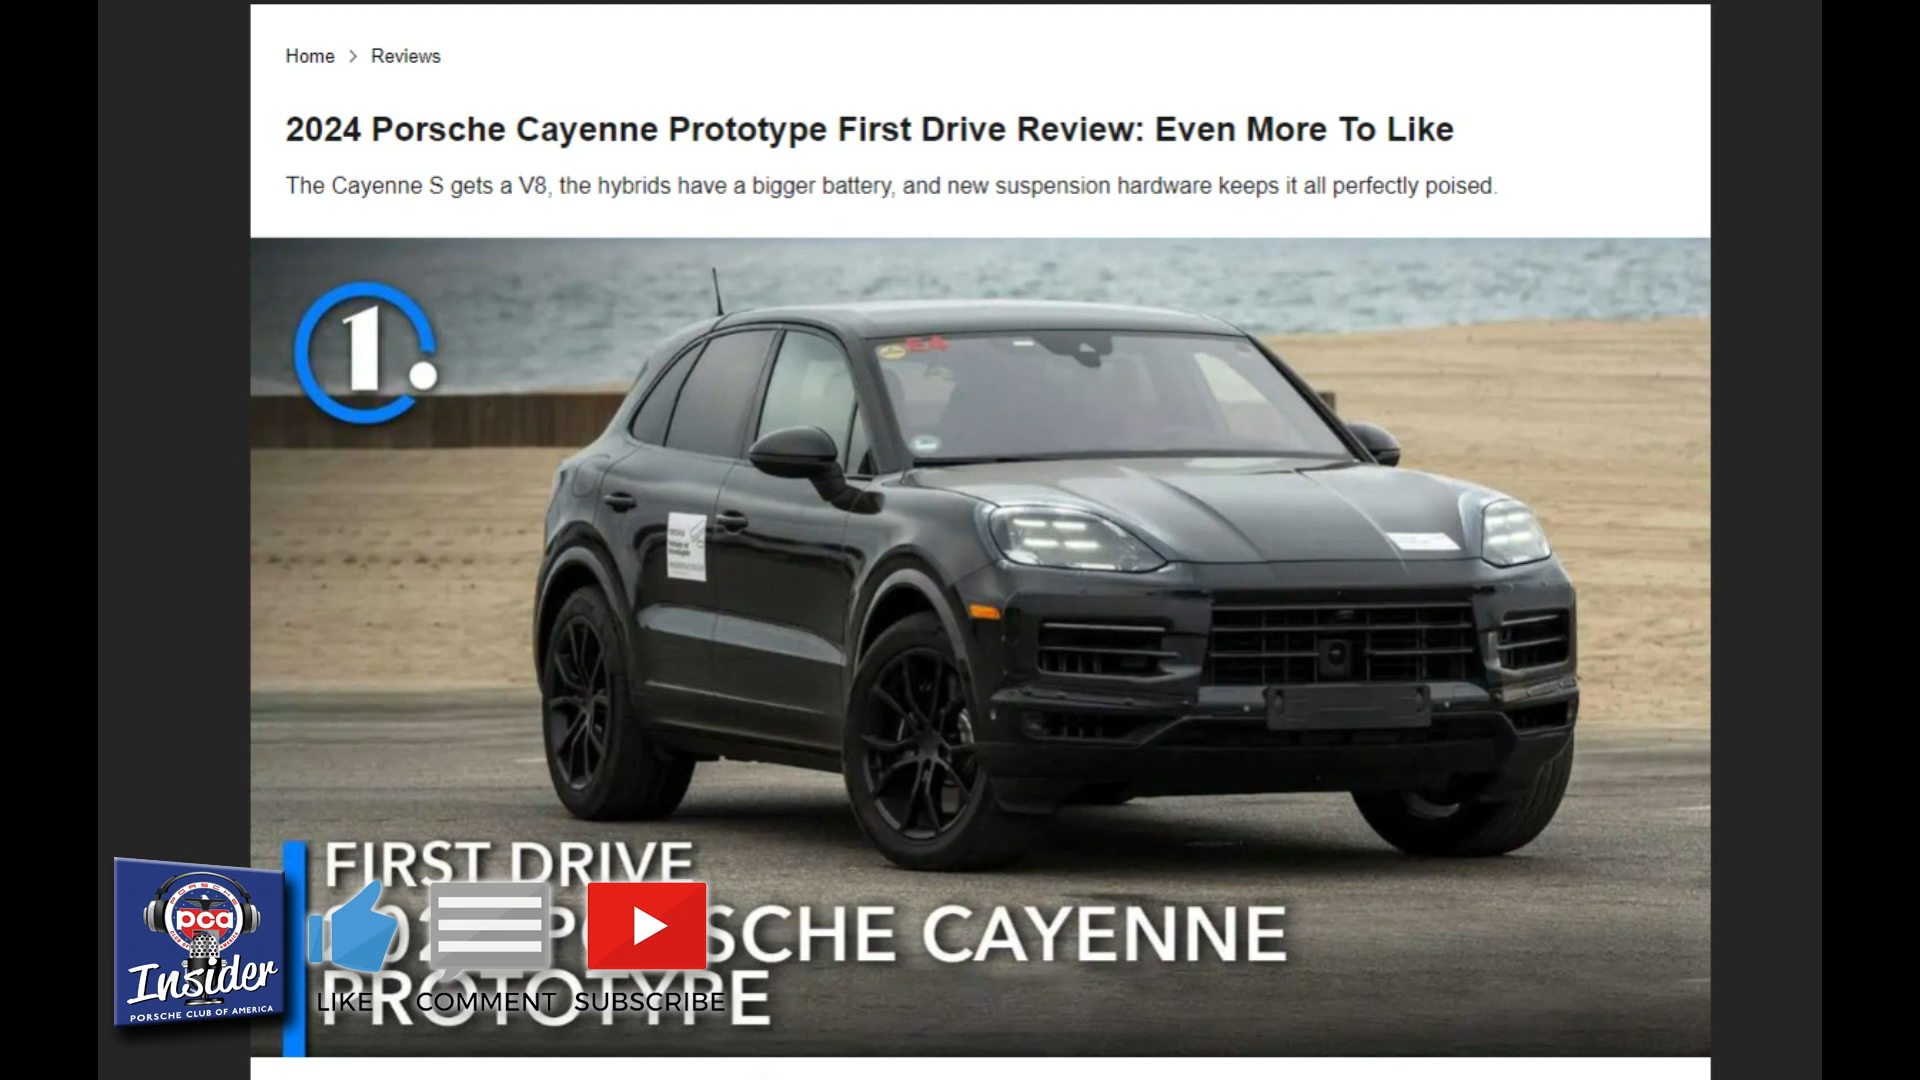 Home > Reviews
2024 Porsche Cayenne Prototype First Drive Review: Even More To Like
The Cayenne S gets a V8, the hybrids have a bigger battery, and new suspension hardware keeps it all perfectly poised.
1.
E4
FIRST DRIVE
SCHE CAYENNE
PROTOTYPE
PORSCHE
pca
Insider
PORSCHE CLUB OF AMERICA
LIKE
COMMENT
SUBSCRIBE